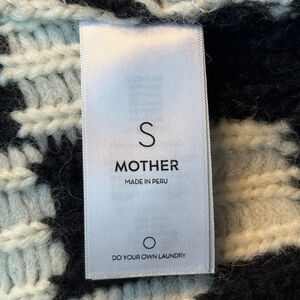 S
MOTHER
MADE IN PERU
DO YOUR OWN LAUNDRY